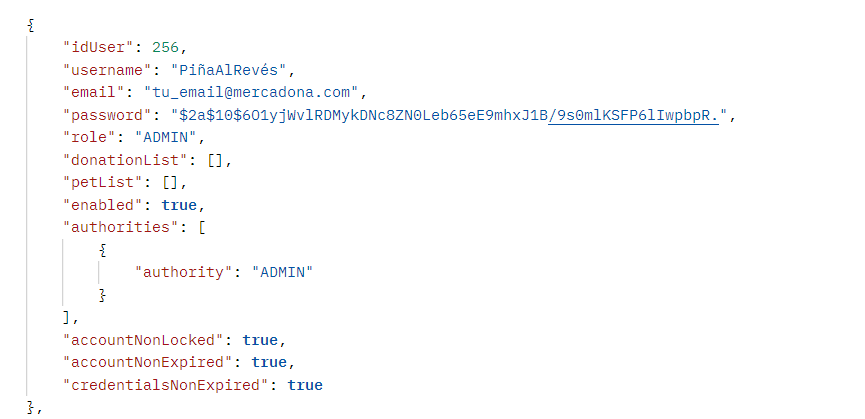 {
"idUser": 256,
"username": "PiñaAlRevés",
"email": "tu_email@mercadona.com",
"password": "$2a$10$6O1yjWvlRDMykDNc8ZN0Leb65eE9mhxJ1B/9s0mlKSFP6lIwpbpR.",
"role": "ADMIN",
"donationList": [],
"petList": [],
"enabled": true,
"authorities": [
{
"authority": "ADMIN"
}
],
"accountNonLocked": true,
"accountNonExpired": true,
"credentialsNonExpired": true
},